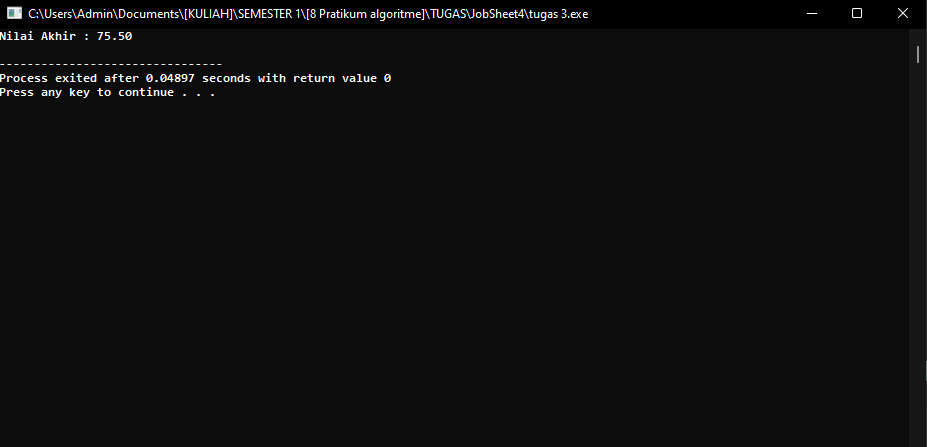 C:\Users\Admin\Documents\[KULIAH]\SEMESTER 1\[8 Pratikum algoritme]\TUGAS\JobSheet4\tugas 3.exe
Nilai Akhir : 75.50
--------------------------------
Process exited after 0.04897 seconds with return value 0
Press any key to continue . . .